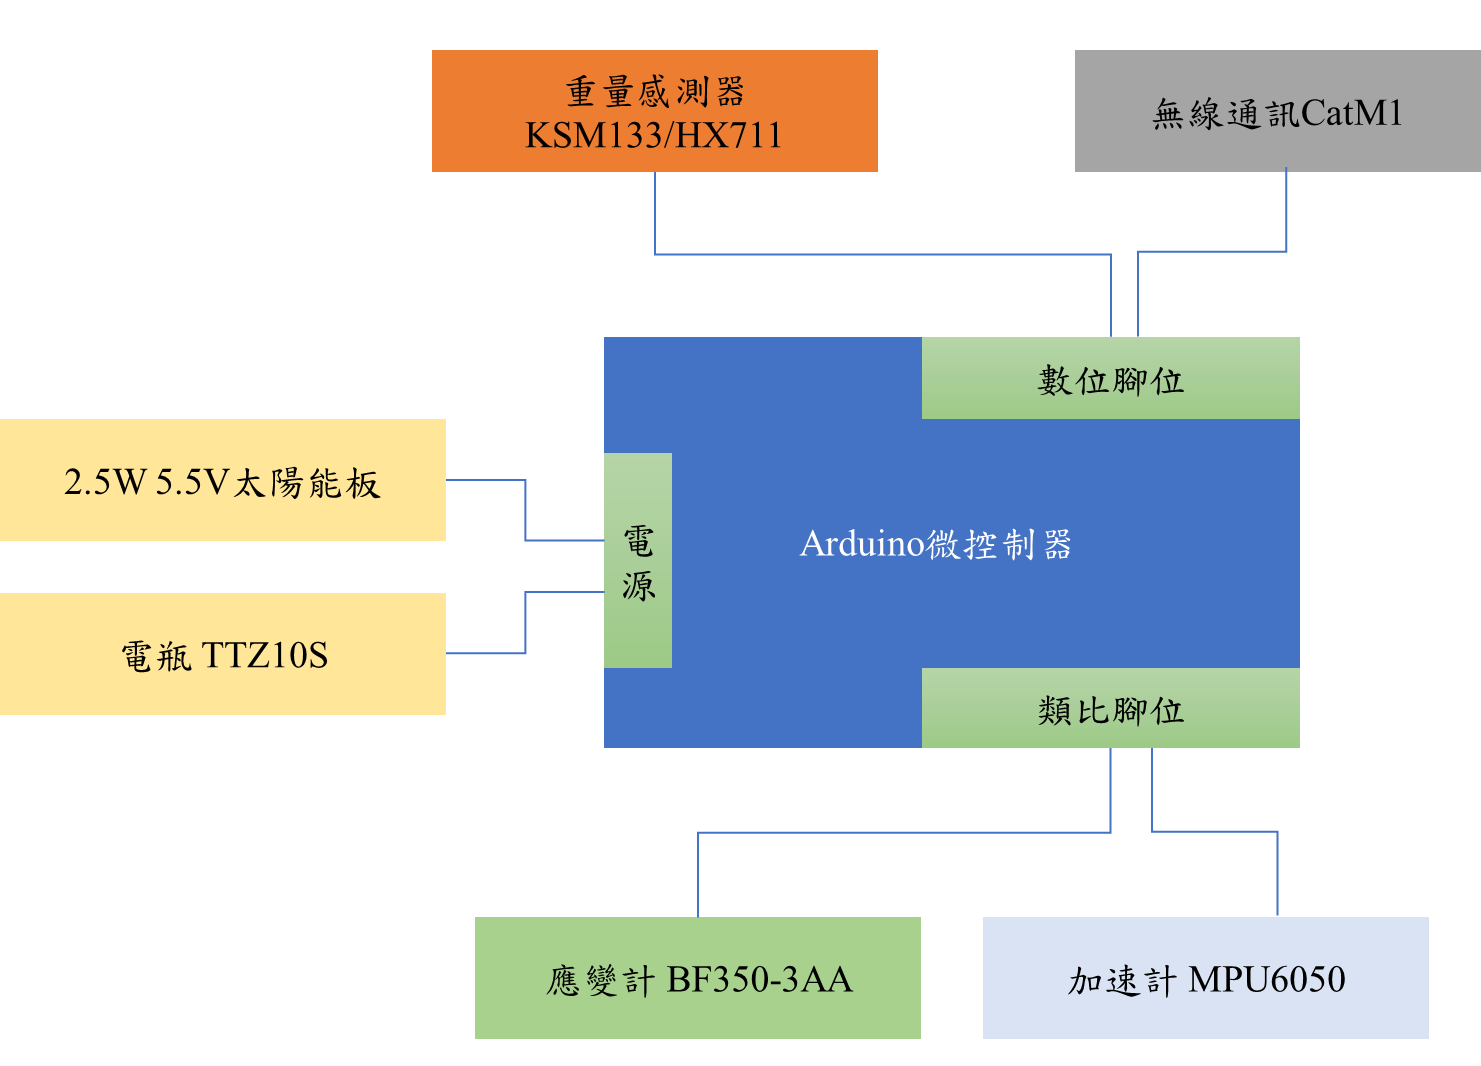 重量感測器
KSM133/HX711
無線通訊CatM1
數位腳位
2.5W 5.5V太陽能板
電源
Arduino微控制器
電瓶 TTZ10S
類比腳位
應變計 BF350-3AA
加速計 MPU6050